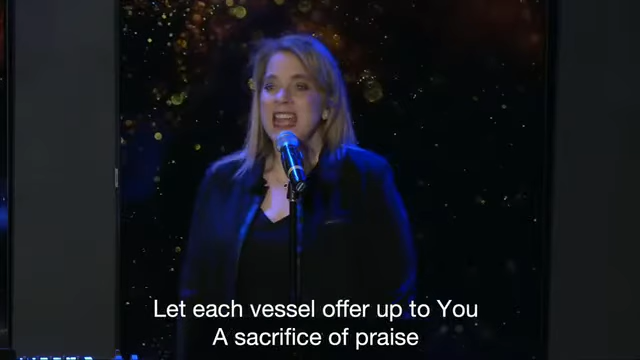 Let each vessel offer up to You
A sacrifice of praise